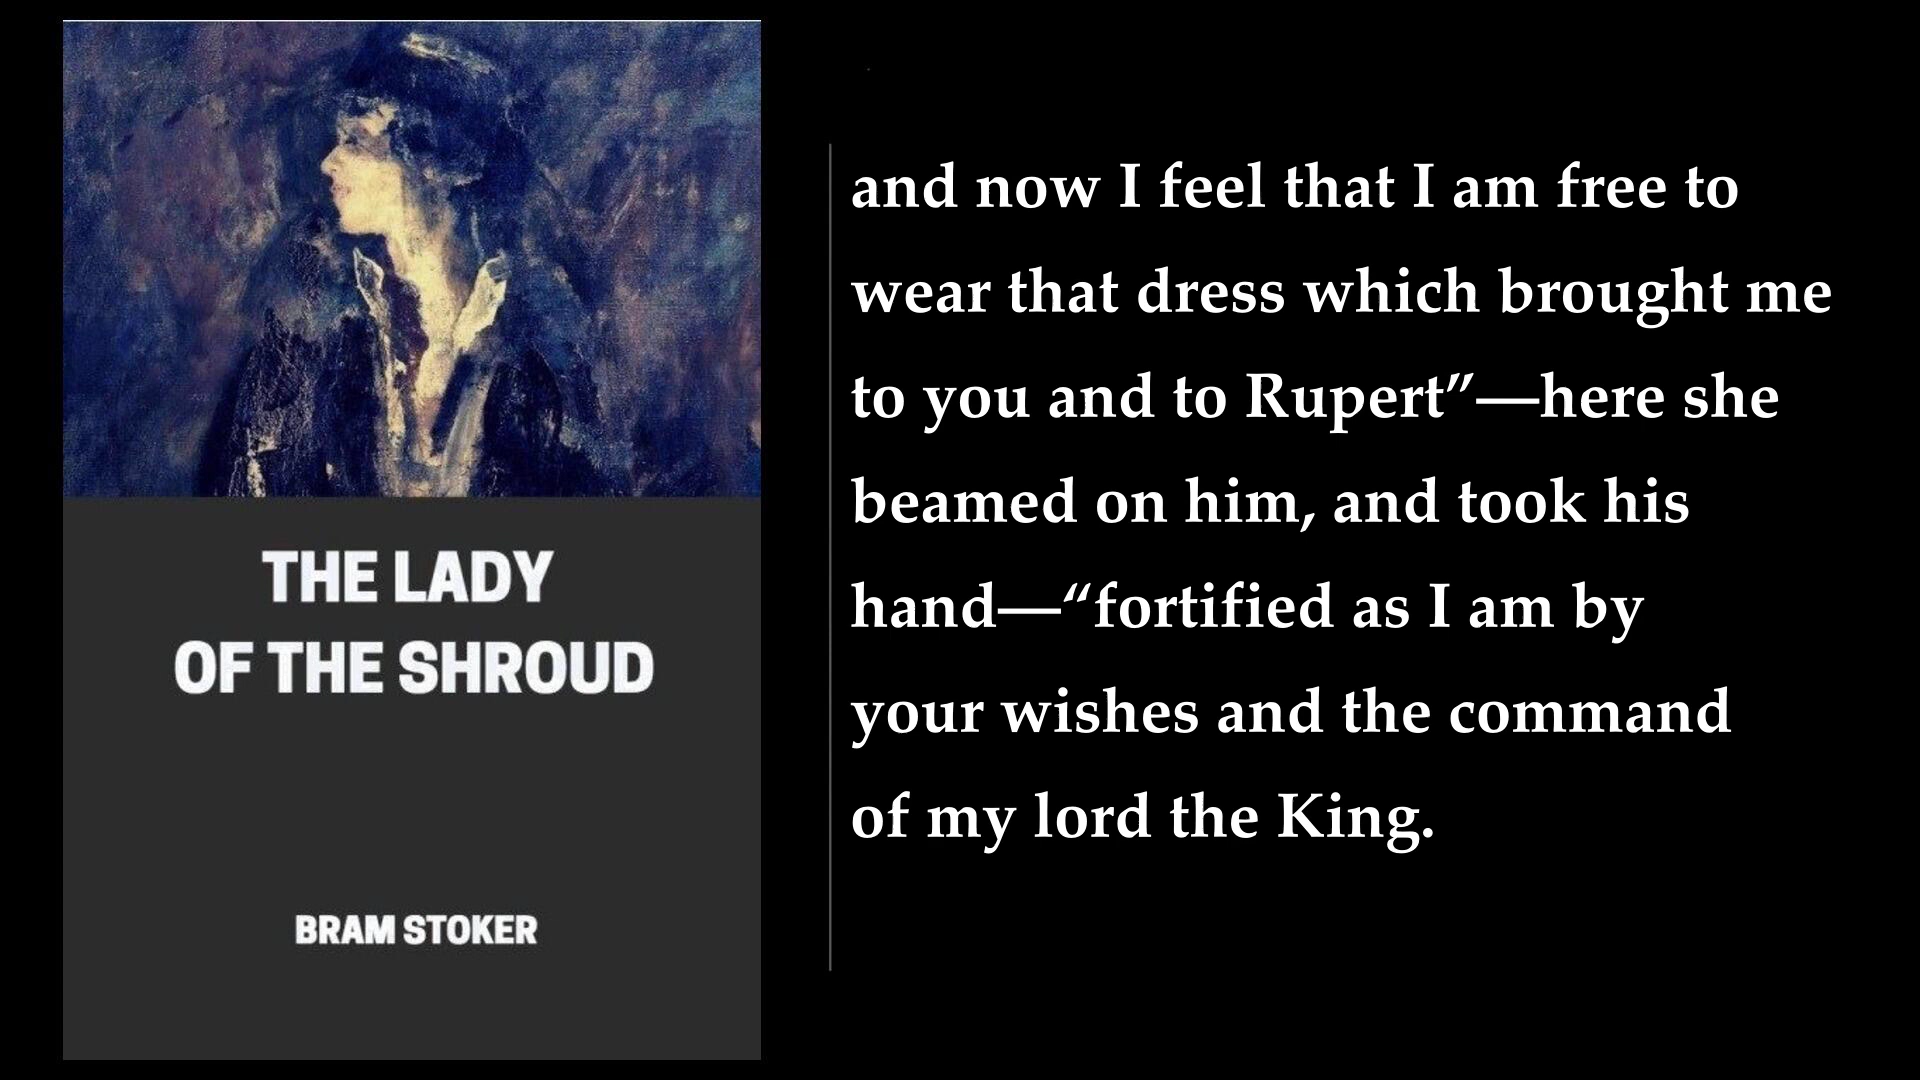 THE LADY
OF THE SHROUD
BRAM STOKER
and now I feel that I am free to
wear that dress which brought me
to you and to Rupert”—here she
beamed on him, and took his
hand—“fortified as I am by
your wishes and the command
of my lord the King.